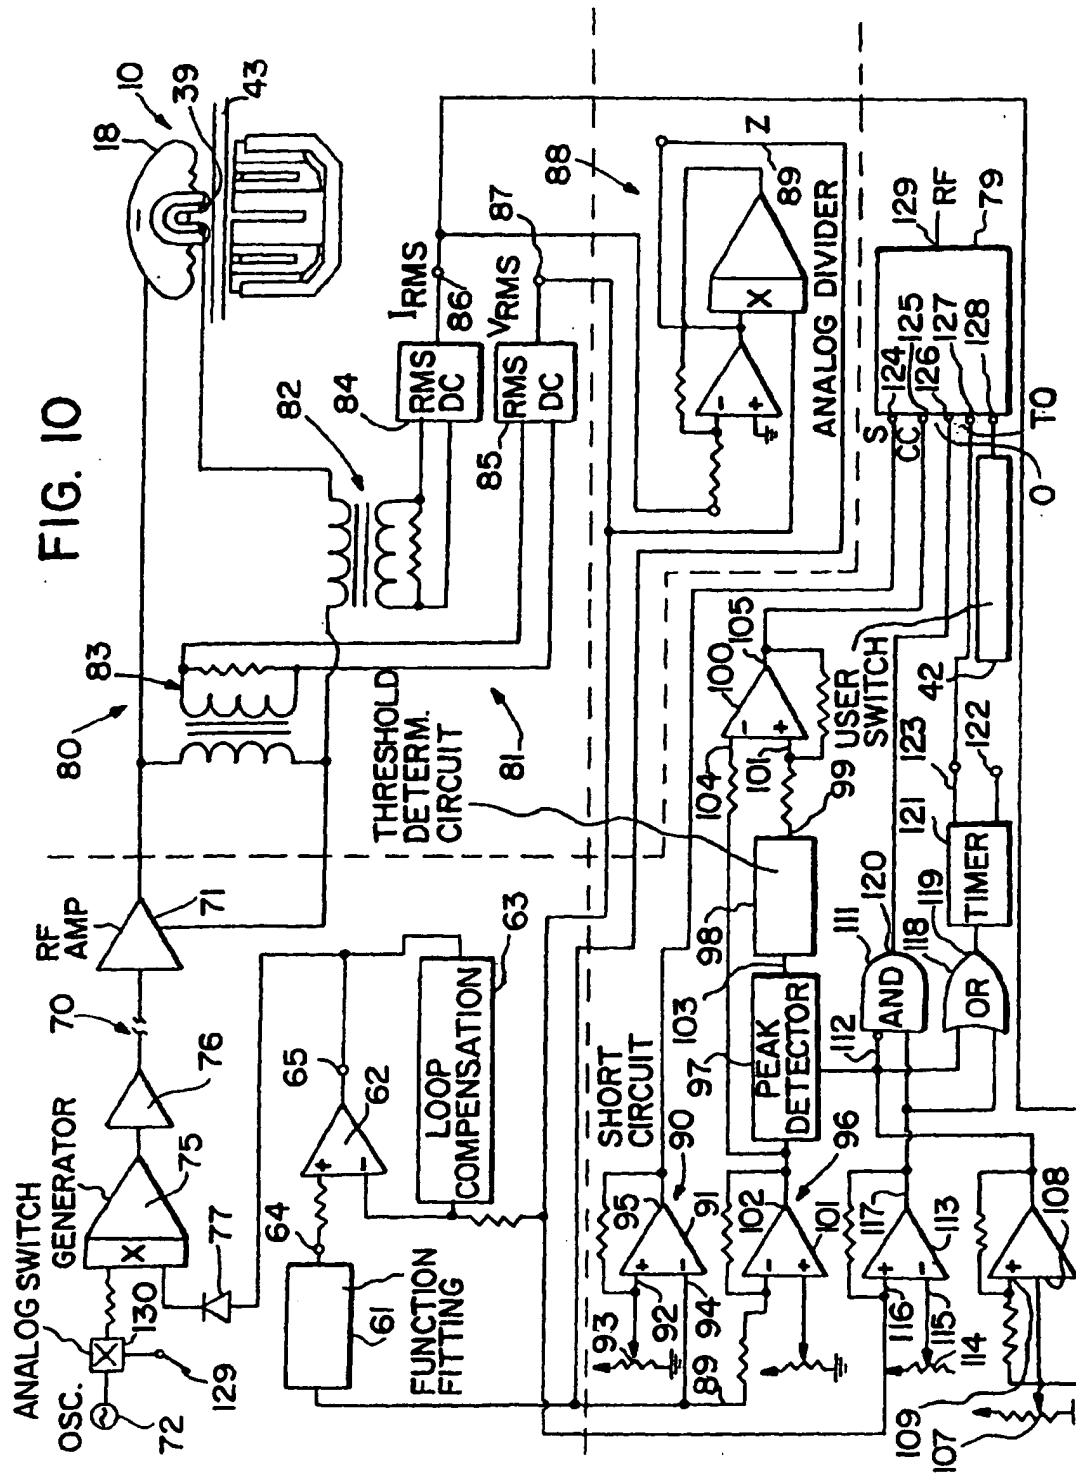 FIG. 10
ANALOG SWITCH
OSC.
72
130
129
GENERATOR
X
75
76
77
70
RF
AMP
71
80
83
82
84
85
81
10
18
39
43
RMS
DC
RMS
DC
I RMS
86
V RMS
87
88
Z
89
X
ANALOG DIVIDER
61
FUNCTION
FITTING
64
65
62
LOOP
COMPENSATION
63
THRESHOLD
DETERM.
CIRCUIT
SHORT
CIRCUIT
90
91
92
93
94
95
89
96
97
PEAK
DETECTOR
98
99
USER
SWITCH
100
101
102
103
104
105
101
107
108
109
AND
111
112
113
114
115
116
117
OR
118
119
120
TIMER
121
122
123
42
S
CC
O
TO
124
125
126
127
128
129
RF
79